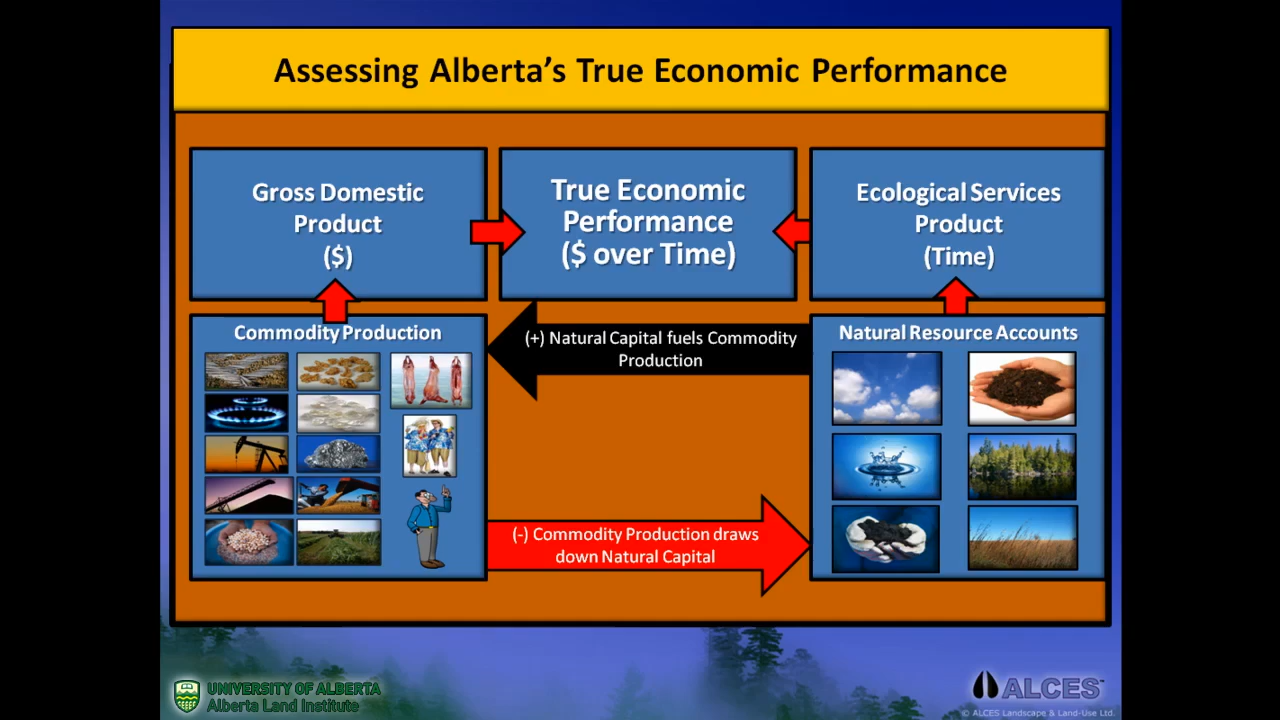 Assessing Alberta's True Economic Performance
Gross Domestic
Product
($)
True Economic
Performance
($ over Time)
Ecological Services
Product
(Time)
Commodity Production
(+) Natural Capital fuels Commodity
Production
Natural Resource Accounts
(-) Commodity Production draws
down Natural Capital
UNIVERSITY OF ALBERTA
Alberta Land Institute
ALCES™
© ALCES Landscape & Land-Use Ltd.